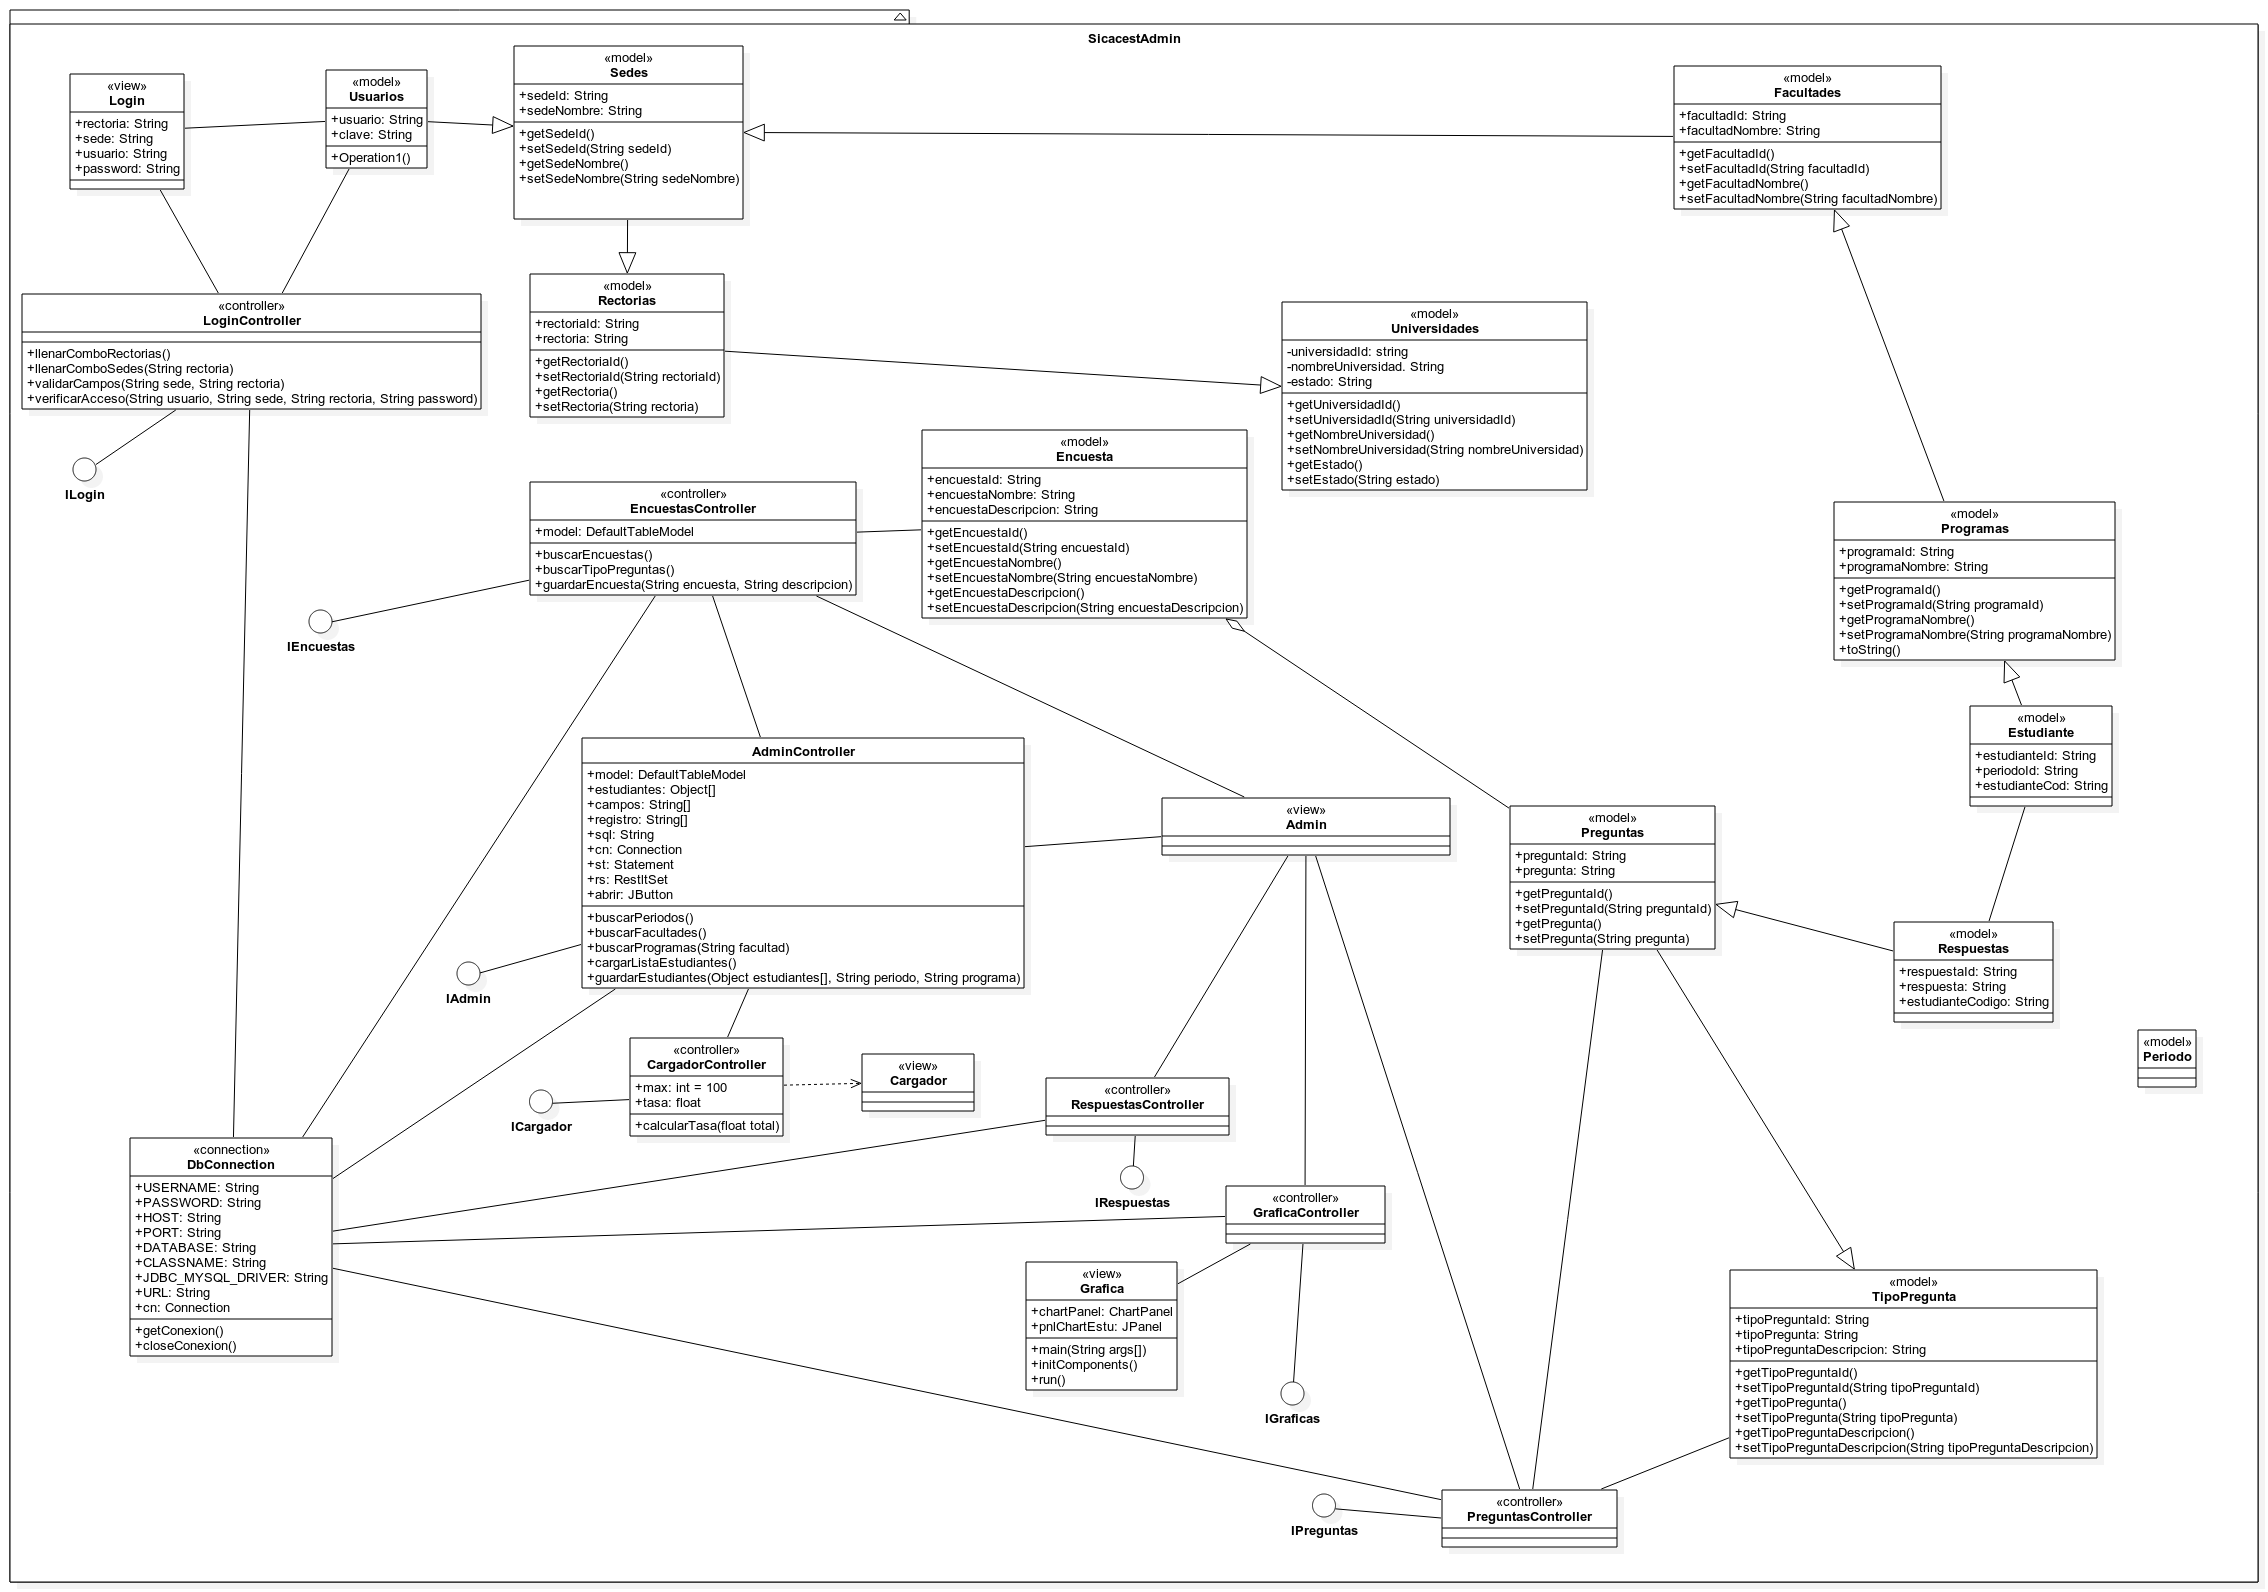 SicacestAdmin
«view»
Login
+rectoria: String
+sede: String
+usuario: String
+password: String
«model»
Usuarios
+usuario: String
+clave: String
+Operation1()
«model»
Sedes
+sedeId: String
+sedeNombre: String
+getSedeId()
+setSedeId(String sedeId)
+getSedeNombre()
+setSedeNombre(String sedeNombre)
«model»
Facultades
+facultadId: String
+facultadNombre: String
+getFacultadId()
+setFacultadId(String facultadId)
+getFacultadNombre()
+setFacultadNombre(String facultadNombre)
«controller»
LoginController
+llenarComboRectorias()
+llenarComboSedes(String rectoria)
+validarCampos(String sede, String rectoria)
+verificarAcceso(String usuario, String sede, String rectoria, String password)
ILogin
«model»
Rectorias
+rectoriaId: String
+rectoria: String
+getRectoriaId()
+setRectoriaId(String rectoriaId)
+getRectoria()
+setRectoria(String rectoria)
«model»
Universidades
-universidadId: string
-nombreUniversidad. String
-estado: String
+getUniversidadId()
+setUniversidadId(String universidadId)
+getNombreUniversidad()
+setNombreUniversidad(String nombreUniversidad)
+getEstado()
+setEstado(String estado)
«model»
Encuesta
+encuestaId: String
+encuestaNombre: String
+encuestaDescripcion: String
+getEncuestaId()
+setEncuestaId(String encuestaId)
+getEncuestaNombre()
+setEncuestaNombre(String encuestaNombre)
+getEncuestaDescripcion()
+setEncuestaDescripcion(String encuestaDescripcion)
«controller»
EncuestasController
+model: DefaultTableModel
+buscarEncuestas()
+buscarTipoPreguntas()
+guardarEncuesta(String encuesta, String descripcion)
IEncuestas
«model»
Programas
+programaId: String
+programaNombre: String
+getProgramaId()
+setProgramaId(String programaId)
+getProgramaNombre()
+setProgramaNombre(String programaNombre)
+toString()
«model»
Estudiante
+estudianteId: String
+periodoId: String
+estudianteCod: String
AdminController
+model: DefaultTableModel
+estudiantes: Object[]
+campos: String[]
+registro: String[]
+sql: String
+cn: Connection
+st: Statement
+rs: RestltSet
+abrir: JButton
+buscarPeriodos()
+buscarFacultades()
+buscarProgramas(String facultad)
+cargarListaEstudiantes()
+guardarEstudiantes(Object estudiantes[], String periodo, String programa)
IAdmin
«view»
Admin
«model»
Preguntas
+preguntaId: String
+pregunta: String
+getPreguntaId()
+setPreguntaId(String preguntaId)
+getPregunta()
+setPregunta(String pregunta)
«model»
Respuestas
+respuestaId: String
+respuesta: String
+estudianteCodigo: String
«model»
Periodo
«controller»
CargadorController
+max: int = 100
+tasa: float
+calcularTasa(float total)
ICargador
«view»
Cargador
«controller»
RespuestasController
IRespuestas
«connection»
DbConnection
+USERNAME: String
+PASSWORD: String
+HOST: String
+PORT: String
+DATABASE: String
+CLASSNAME: String
+JDBC_MYSQL_DRIVER: String
+URL: String
+cn: Connection
+getConexion()
+closeConexion()
«controller»
GraficaController
«view»
Grafica
+chartPanel: ChartPanel
+pnlChartEstu: JPanel
+main(String args[])
+initComponents()
+run()
IGraficas
«model»
TipoPregunta
+tipoPreguntaId: String
+tipoPregunta: String
+tipoPreguntaDescripcion: String
+getTipoPreguntaId()
+setTipoPreguntaId(String tipoPreguntaId)
+getTipoPregunta()
+setTipoPregunta(String tipoPregunta)
+getTipoPreguntaDescripcion()
+setTipoPreguntaDescripcion(String tipoPreguntaDescripcion)
IPreguntas
«controller»
PreguntasController